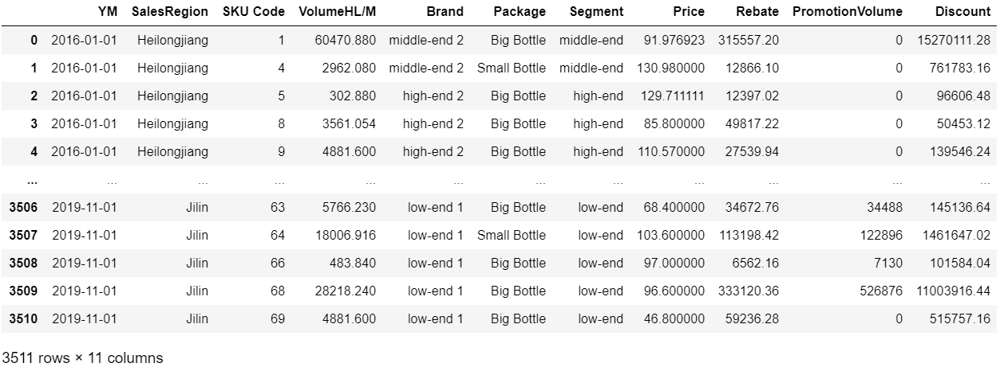 YM SalesRegion SKU Code VolumeHL/M Brand Package Segment Price Rebate PromotionVolume Discount
0 2016-01-01 Heilongjiang 1 60470.880 middle-end 2 Big Bottle middle-end 91.976923 315557.20 0 15270111.28
1 2016-01-01 Heilongjiang 4 2962.080 middle-end 2 Small Bottle middle-end 130.980000 12866.10 0 761783.16
2 2016-01-01 Heilongjiang 5 302.880 high-end 2 Big Bottle high-end 129.711111 12397.02 0 96606.48
3 2016-01-01 Heilongjiang 8 3561.054 high-end 2 Big Bottle high-end 85.800000 49817.22 0 50453.12
4 2016-01-01 Heilongjiang 9 4881.600 high-end 2 Big Bottle high-end 110.570000 27539.94 0 139546.24
... ... ... ... ... ... ... ... ... ... ... ...
3506 2019-11-01 Jilin 63 5766.230 low-end 1 Big Bottle low-end 68.400000 34672.76 34488 145136.64
3507 2019-11-01 Jilin 64 18006.916 low-end 1 Small Bottle low-end 103.600000 113198.42 122896 1461647.02
3508 2019-11-01 Jilin 66 483.840 low-end 1 Big Bottle low-end 97.000000 6562.16 7130 101584.04
3509 2019-11-01 Jilin 68 28218.240 low-end 1 Big Bottle low-end 96.600000 333120.36 526876 11003916.44
3510 2019-11-01 Jilin 69 4881.600 low-end 1 Big Bottle low-end 46.800000 59236.28 0 515757.16
3511 rows × 11 columns